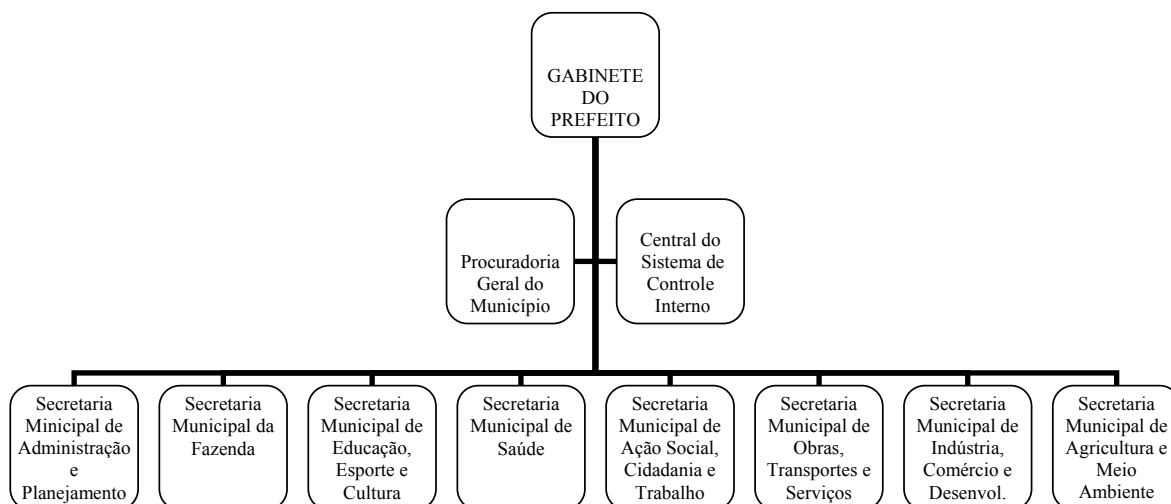 GABINETE
DO
PREFEITO
Procuradoria
Geral do
Município
Central do
Sistema de
Controle
Interno
Secretaria
Minicipal de
Administração
e
Planejamento
Secretaria
Municipal da
Fazenda
Secretaria
Municipal de
Educação,
Esporte e
Cultura
Secretaria
Municipal de
Saúde
Secretaria
Municipal de
Ação Social,
Cidadania e
Trabalho
Secretaria
Municipal de
Obras,
Transportes e
Serviços
Secretaria
Municipal de
Indústria,
Comércio e
Desenvol.
Secretaria
Municipal de
Agricultura e
Meio
Ambiente